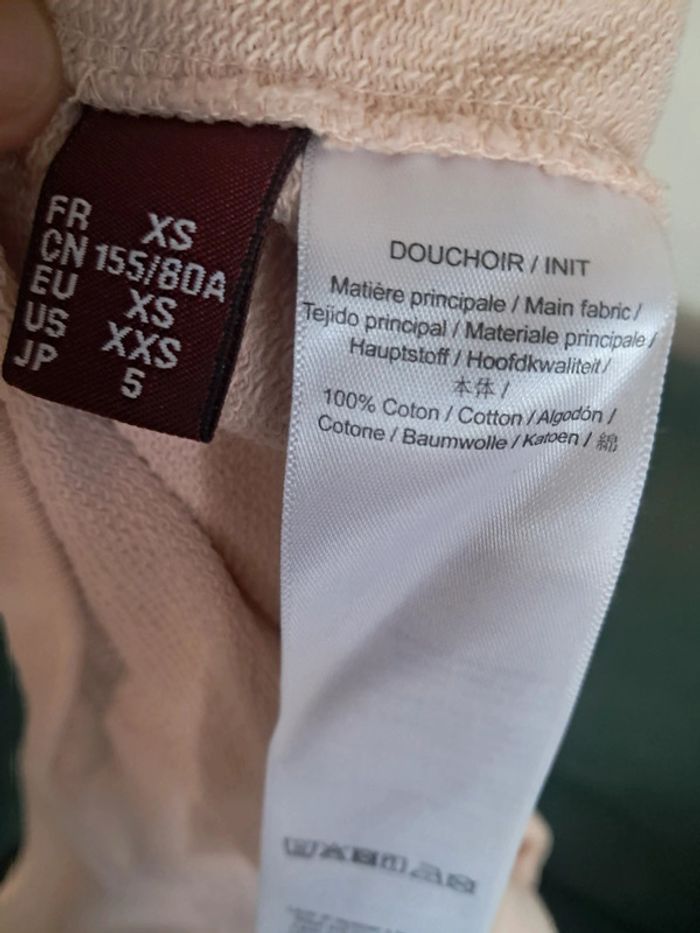 FR XS
CN 155/80A
EU XS
US XXS
JP 5
DOUCHOIR / INIT
Matière principale / Main fabric /
Tejido principal / Materiale principale /
Hauptstoff / Hoofdkwaliteit /
本体 /
100% Coton / Cotton / Algodón /
Cotone / Baumwolle / Katoen / 綿